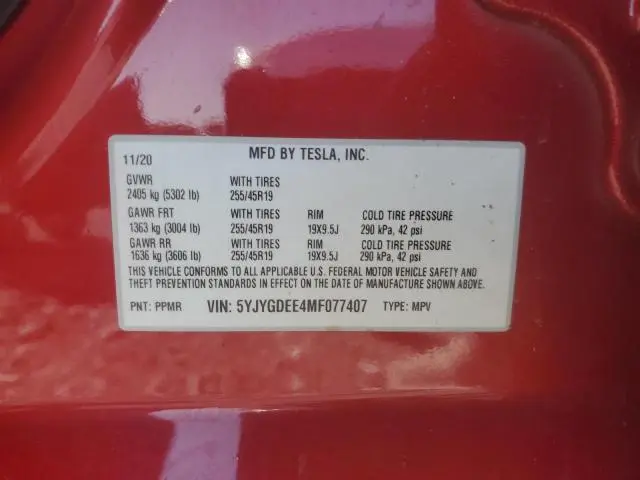 11/20 MFD BY TESLA, INC.
GVWR WITH TIRES
2405 kg (5302 lb) 255/45R19
GAWR FRT WITH TIRES RIM COLD TIRE PRESSURE
1363 kg (3004 lb) 255/45R19 19X9.5J 290 kPa, 42 psi
GAWR RR WITH TIRES RIM COLD TIRE PRESSURE
1636 kg (3606 lb) 255/45R19 19X9.5J 290 kPa, 42 psi
THIS VEHICLE CONFORMS TO ALL APPLICABLE U.S. FEDERAL MOTOR VEHICLE SAFETY AND
THEFT PREVENTION STANDARDS IN EFFECT ON THE DATE OF MANUFACTURE SHOWN ABOVE.
PNT: PPMR VIN: 5YJYGDEE4MF077407 TYPE: MPV